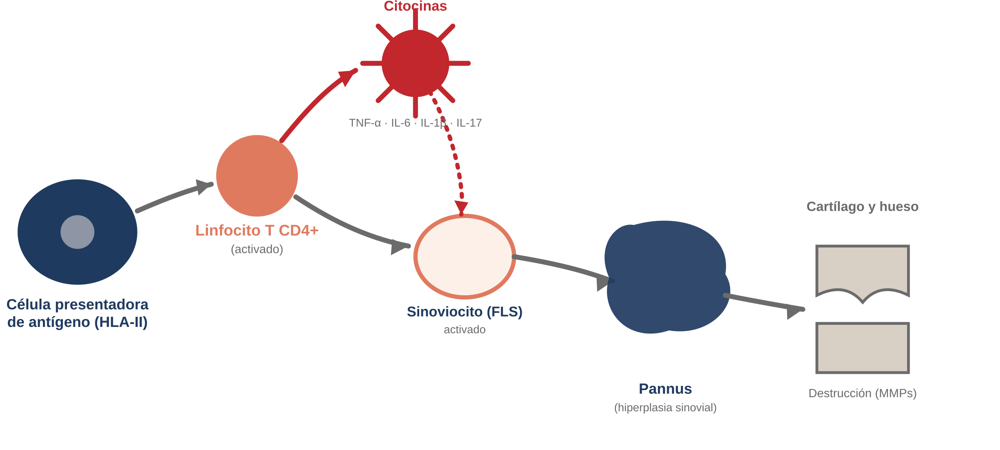 Citocinas
TNF-α · IL-6 · IL-1β · IL-17
Linfocito T CD4+
(activado)
Célula presentadora
de antígeno (HLA-II)
Sinoviocito (FLS)
activado
Pannus
(hiperplasia sinovial)
Cartílago y hueso
Destrucción (MMPs)